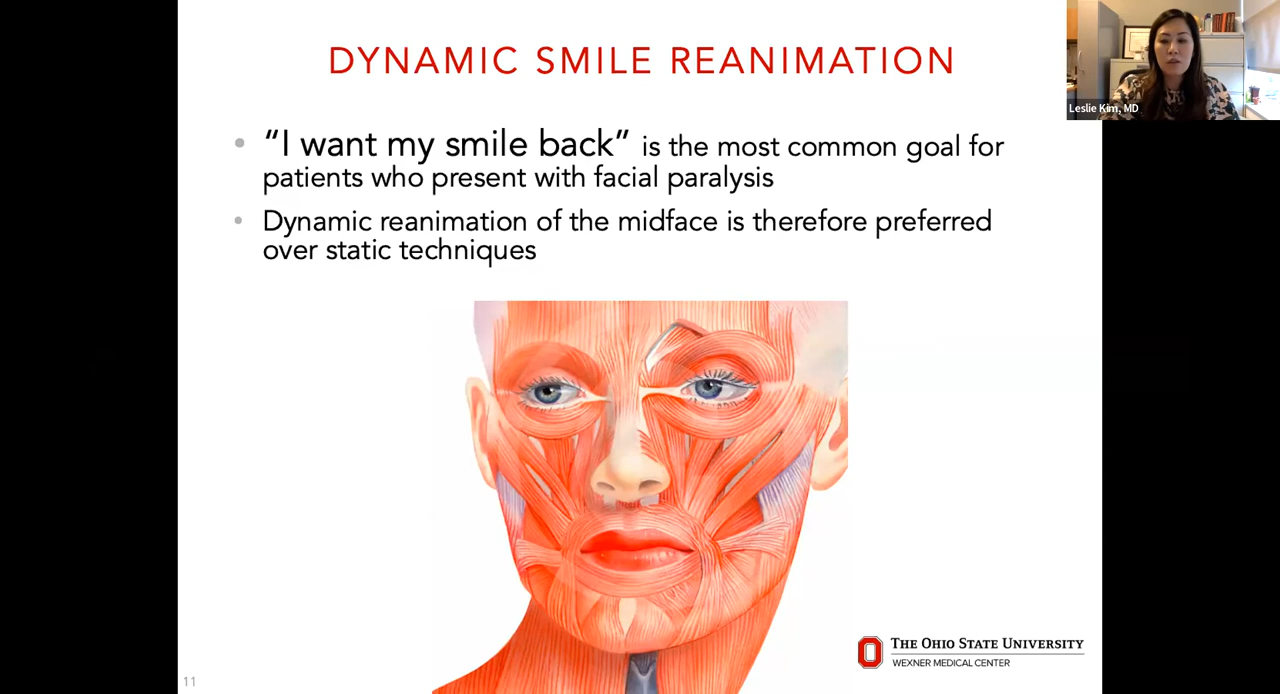 DYNAMIC SMILE REANIMATION
Leslie Kim, MD
• “I want my smile back” is the most common goal for
patients who present with facial paralysis
• Dynamic reanimation of the midface is therefore preferred
over static techniques
THE OHIO STATE UNIVERSITY
WEXNER MEDICAL CENTER
11